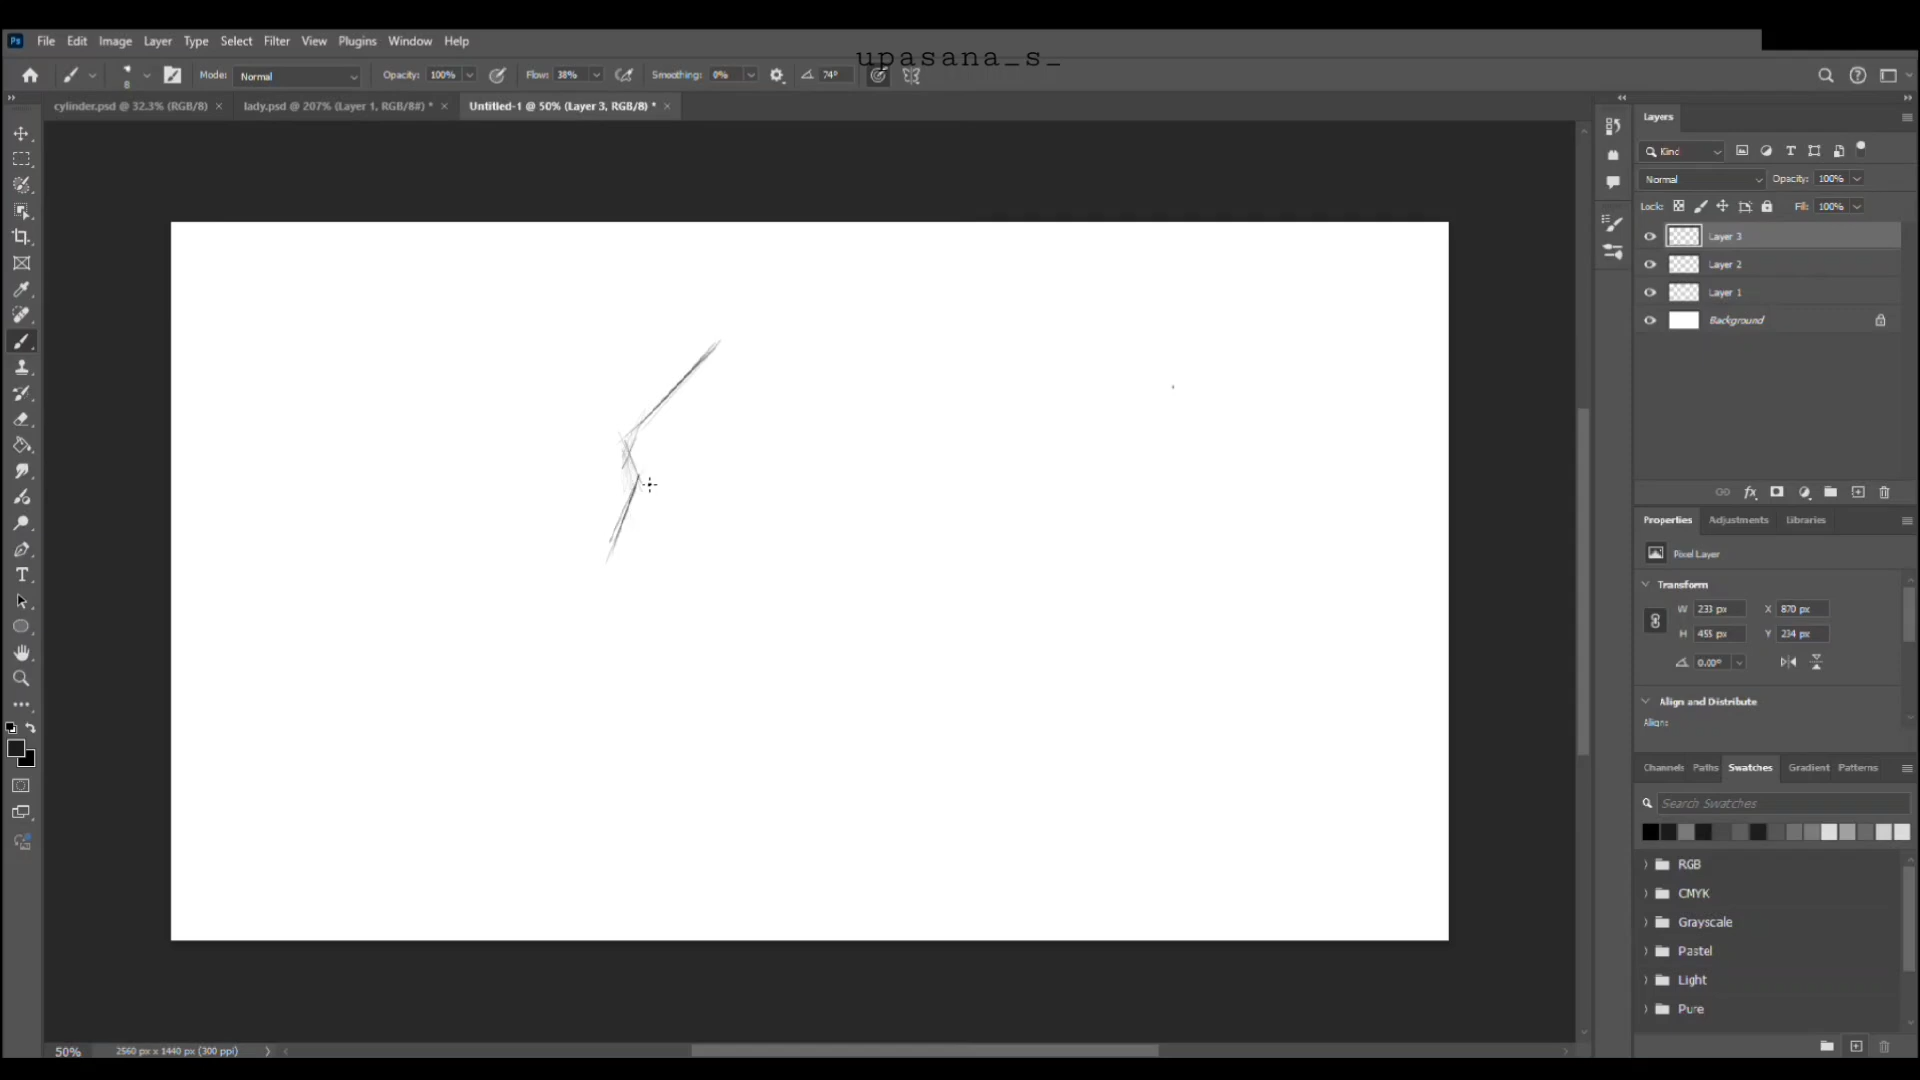 Ps File Edit Image Layer Type Select Filter View Plugins Window Help
upasana_s_
8 Mode: Normal Opacity: 100% Flow: 38% Smoothing: 0% 74°
cylinder.psd @ 32.3% (RGB/8) × lady.psd @ 207% (Layer 1, RGB/8#) * × Untitled-1 @ 50% (Layer 3, RGB/8) * ×
Layers
Kind
Normal Opacity: 100%
Lock: Fill: 100%
Layer 3
Layer 2
Layer 1
Background
fx
Properties Adjustments Libraries
Pixel Layer
Transform
W 233 px X 870 px
H 455 px Y 234 px
0.00°
Align and Distribute
Align:
Channels Paths Swatches Gradient Patterns
Search Swatches
RGB
CMYK
Grayscale
Pastel
Light
Pure
50% 2560 px x 1440 px (300 ppi)